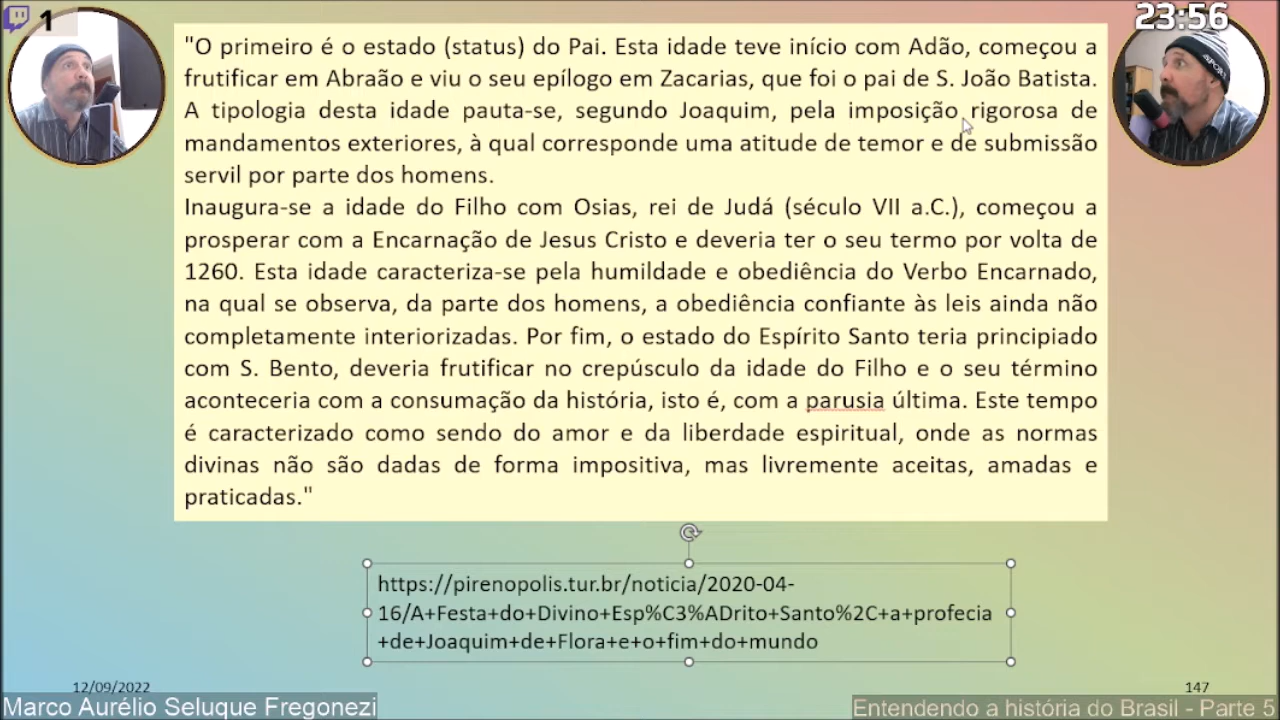 1
23:56
"O primeiro é o estado (status) do Pai. Esta idade teve início com Adão, começou a
frutificar em Abraão e viu o seu epílogo em Zacarias, que foi o pai de S. João Batista.
A tipologia desta idade pauta-se, segundo Joaquim, pela imposição rigorosa de
mandamentos exteriores, à qual corresponde uma atitude de temor e de submissão
servil por parte dos homens.
Inaugura-se a idade do Filho com Osias, rei de Judá (século VII a.C.), começou a
prosperar com a Encarnação de Jesus Cristo e deveria ter o seu termo por volta de
1260. Esta idade caracteriza-se pela humildade e obediência do Verbo Encarnado,
na qual se observa, da parte dos homens, a obediência confiante às leis ainda não
completamente interiorizadas. Por fim, o estado do Espírito Santo teria principiado
com S. Bento, deveria frutificar no crepúsculo da idade do Filho e o seu término
aconteceria com a consumação da história, isto é, com a parusia última. Este tempo
é caracterizado como sendo do amor e da liberdade espiritual, onde as normas
divinas não são dadas de forma impositiva, mas livremente aceitas, amadas e
praticadas."
https://pirenopolis.tur.br/noticia/2020-04-
16/A+Festa+do+Divino+Esp%C3%ADrito+Santo%2C+a+profecia
+de+Joaquim+de+Flora+e+o+fim+do+mundo
12/09/2022
147
Marco Aurélio Seluque Fregonezi
Entendendo a história do Brasil - Parte 5